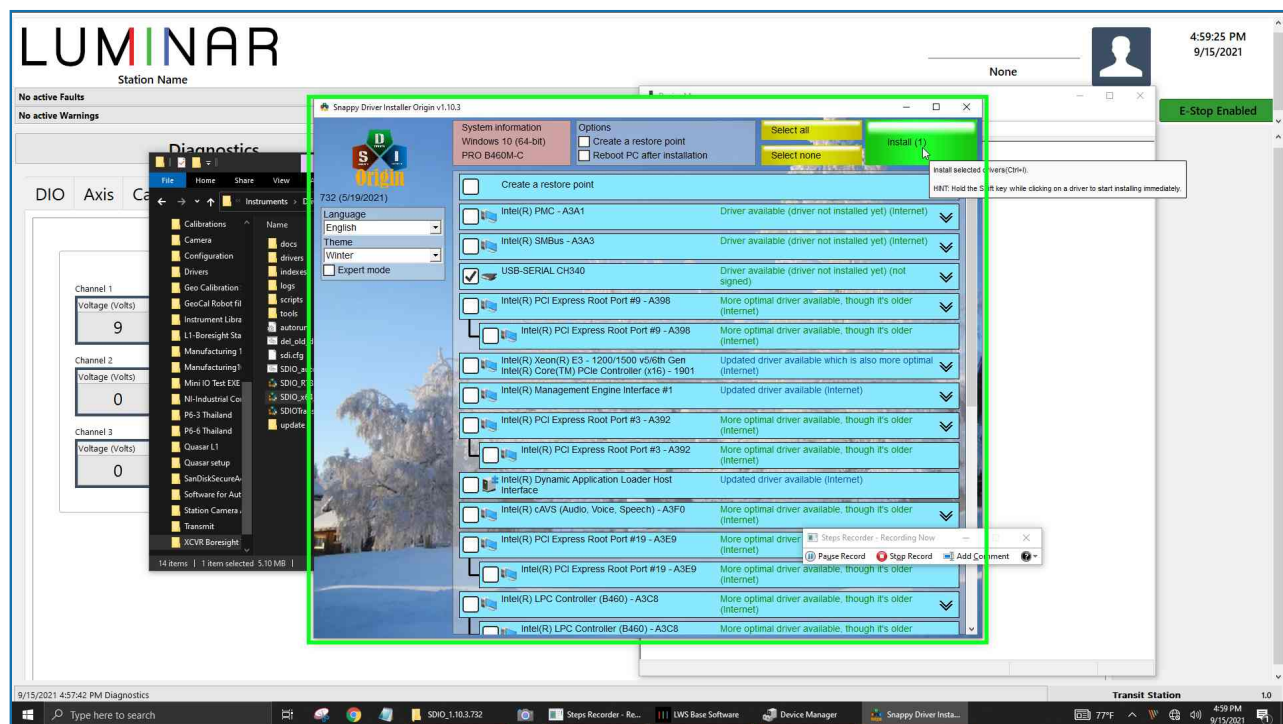 LUMINAR
Station Name
None
4:59:25 PM
9/15/2021
No active Faults
No active Warnings
E-Stop Enabled
Diagnostics
DIO Axis
Channel 1
Voltage (Volts)
9
Channel 2
Voltage (Volts)
0
Channel 3
Voltage (Volts)
0
File Home Share View
Instruments
Calibrations
Camera
Configuration
Drivers
Geo Calibration
GeoCal Robot fil
Instrument Libra
L1-Boresight Sta
Manufacturing 1
Manufacturing1
Mini IO Test EXE
NI-Industrial Co
P6-3 Thailand
P6-6 Thailand
Quasar L1
Quasar setup
SanDiskSecureA
Software for Aut
Station Camera
Transmit
XCVR Boresight
Name
docs
drivers
indexes
logs
scripts
tools
autorun
del_old
sdi.cfg
SDIO_x64
SDIOTra
update
14 items 1 item selected 5.10 MB
Snappy Driver Installer Origin v1.10.3
SDI
Origin
732 (5/19/2021)
Language
English
Theme
Winter
Expert mode
System information
Windows 10 (64-bit)
PRO B460M-C
Options
Create a restore point
Reboot PC after installation
Select all
Select none
Install (1)
Install selected drivers(Ctrl+I).
HINT: Hold the Shift key while clicking on a driver to start installing immediately.
Create a restore point
Intel(R) PMC - A3A1 Driver available (driver not installed yet) (Internet)
Intel(R) SMBus - A3A3 Driver available (driver not installed yet) (Internet)
USB-SERIAL CH340 Driver available (driver not installed yet) (not
signed)
Intel(R) PCI Express Root Port #9 - A398 More optimal driver available, though it's older
(Internet)
Intel(R) PCI Express Root Port #9 - A398 More optimal driver available, though it's older
(Internet)
Intel(R) Xeon(R) E3 - 1200/1500 v5/6th Gen Updated driver available which is also more optimal
Intel(R) Core(TM) PCIe Controller (x16) - 1901 (Internet)
Intel(R) Management Engine Interface #1 Updated driver available (Internet)
Intel(R) PCI Express Root Port #3 - A392 More optimal driver available, though it's older
(Internet)
Intel(R) PCI Express Root Port #3 - A392 More optimal driver available, though it's older
(Internet)
Intel(R) Dynamic Application Loader Host Updated driver available (Internet)
Interface
Intel(R) cAVS (Audio, Voice, Speech) - A3F0 More optimal driver available, though it's older
(Internet)
Intel(R) PCI Express Root Port #19 - A3E9 More optimal driver
(Internet)
Intel(R) PCI Express Root Port #19 - A3E9 More optimal driver available, though it's older
(Internet)
Intel(R) LPC Controller (B460) - A3C8 More optimal driver available, though it's older
(Internet)
Intel(R) LPC Controller (B460) - A3C8 More optimal driver available, though it's older
Steps Recorder - Recording Now
Pause Record Stop Record Add Comment
9/15/2021 4:57:42 PM Diagnostics
Transit Station 1.0
Type here to search
SDIO_1.10.3.732
Steps Recorder - Re...
LWS Base Software
Device Manager
Snappy Driver Insta...
77°F
4:59 PM
9/15/2021